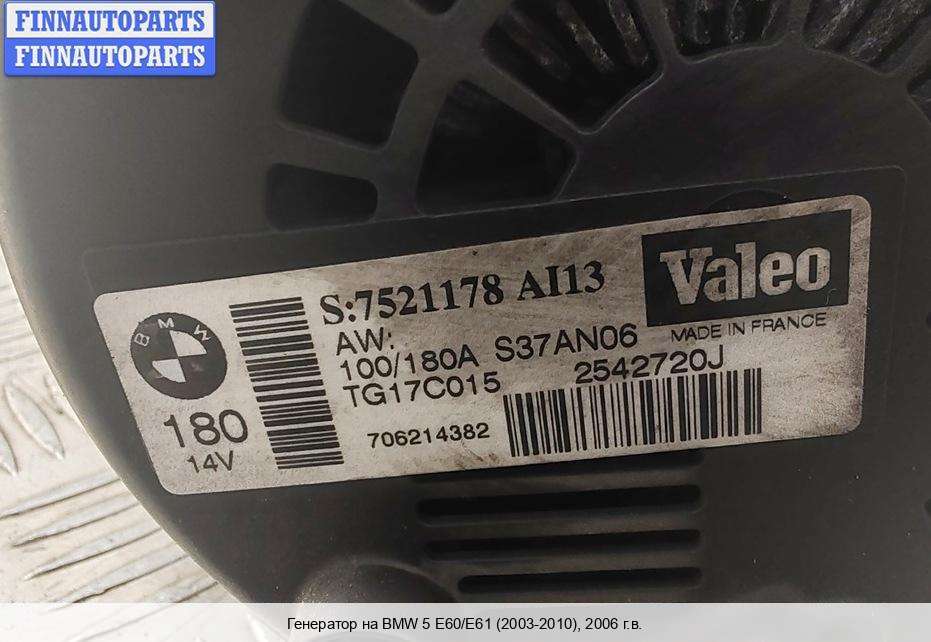 FINNAUTOPARTS
FINNAUTOPARTS
S:7521178 AI13
Valeo
AW:
MADE IN FRANCE
100/180A S37AN06
TG17C015
2542720J
BMW
180
14V
706214382
Генератор на BMW 5 E60/E61 (2003-2010), 2006 г.в.